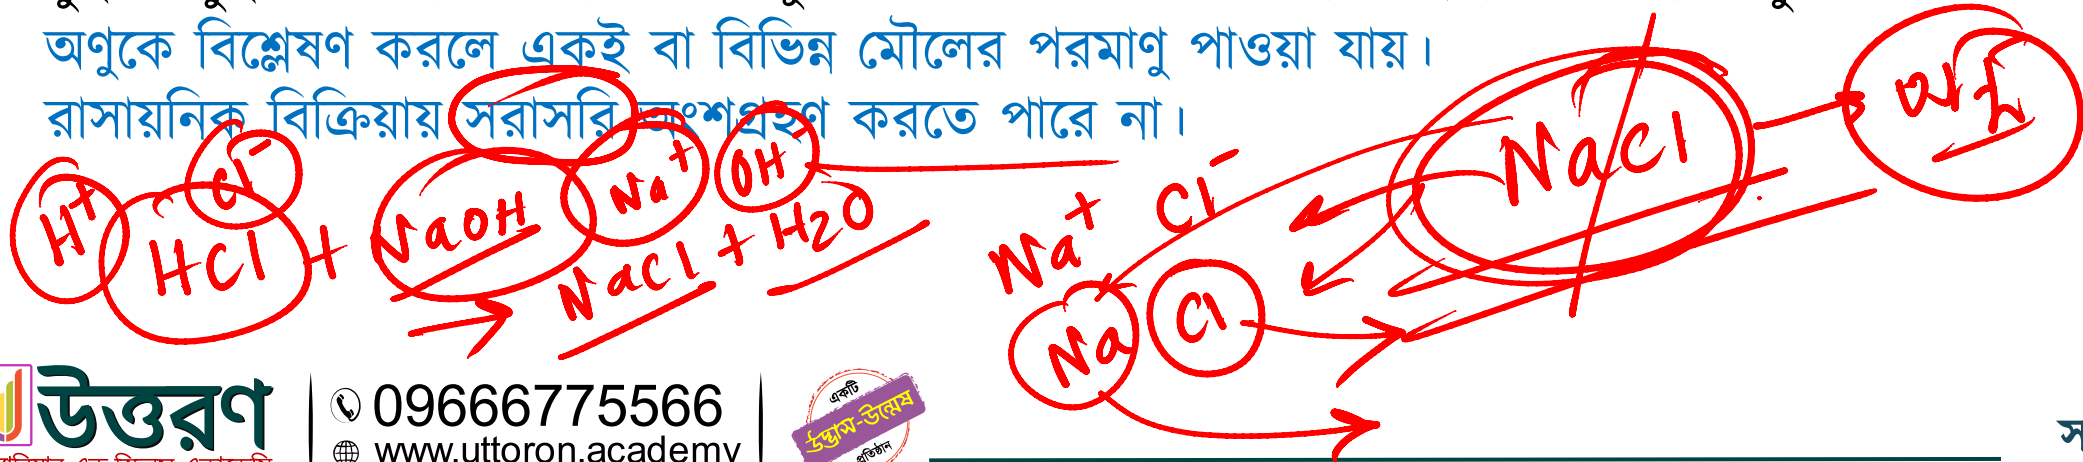 অণুকে বিশ্লেষণ করলে একই বা বিভিন্ন মৌলের পরমাণু পাওয়া যায়।
রাসায়নিক বিক্রিয়ায় সরাসরি অংশগ্রহণ করতে পারে না।
H⁺ Cl⁻ Na⁺ OH⁻
HCl + NaOH
→ NaCl + H2O
NaCl → অণু
Na⁺ Cl⁻
Na Cl
উত্তরণ
09666775566
www.uttoron.academy
একটি
উদ্ভাস-উন্মেষ
প্রতিষ্ঠান